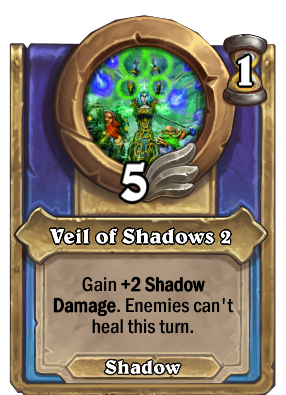 1
5
Veil of Shadows 2
Gain +2 Shadow
Damage. Enemies can't
heal this turn.
Shadow